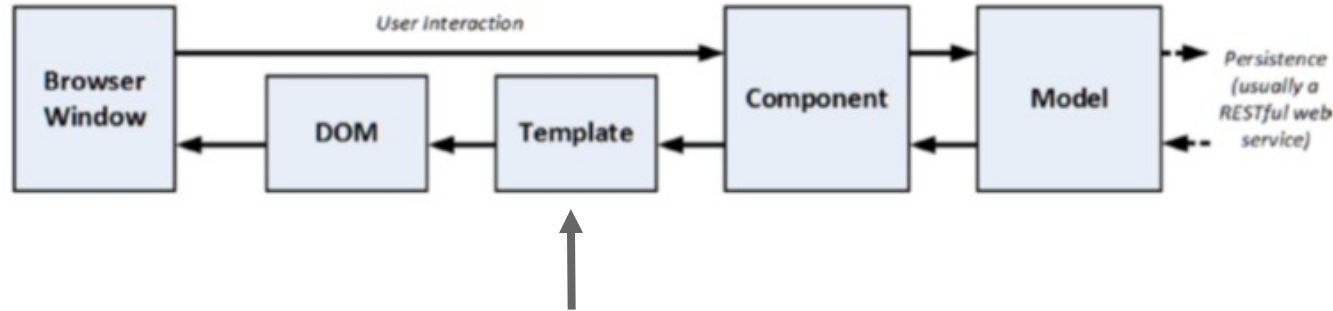 User Interaction
Browser
Window
DOM
Template
Component
Model
Persistence
(usually a
RESTful web
service)